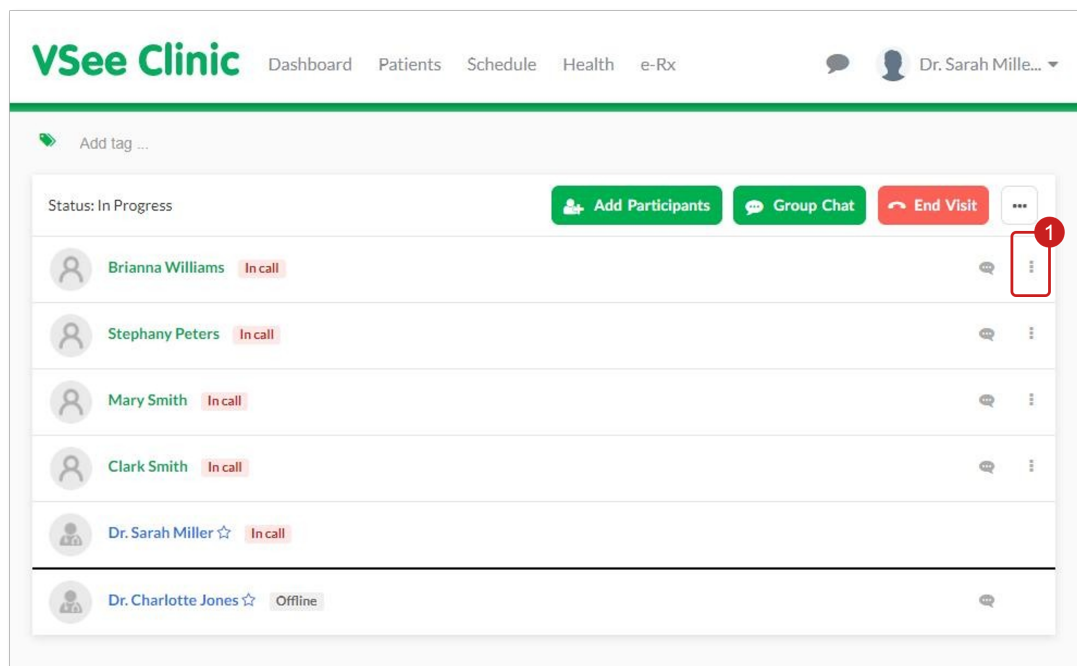 VSee Clinic Dashboard Patients Schedule Health e-Rx Dr. Sarah Mille...
Add tag ...
Status: In Progress Add Participants Group Chat End Visit ...
1
Brianna Williams In call
Stephany Peters In call
Mary Smith In call
Clark Smith In call
Dr. Sarah Miller In call
Dr. Charlotte Jones Offline